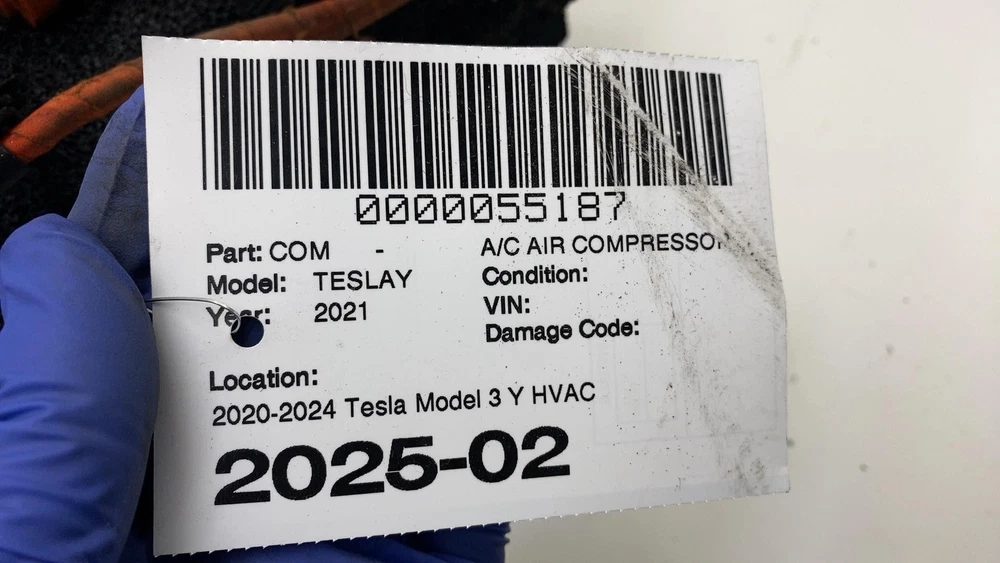 0000055187
Part: COM - A/C AIR COMPRESSOR
Model: TESLAY Condition:
Year: 2021 VIN:
Damage Code:
Location:
2020-2024 Tesla Model 3 Y HVAC
2025-02